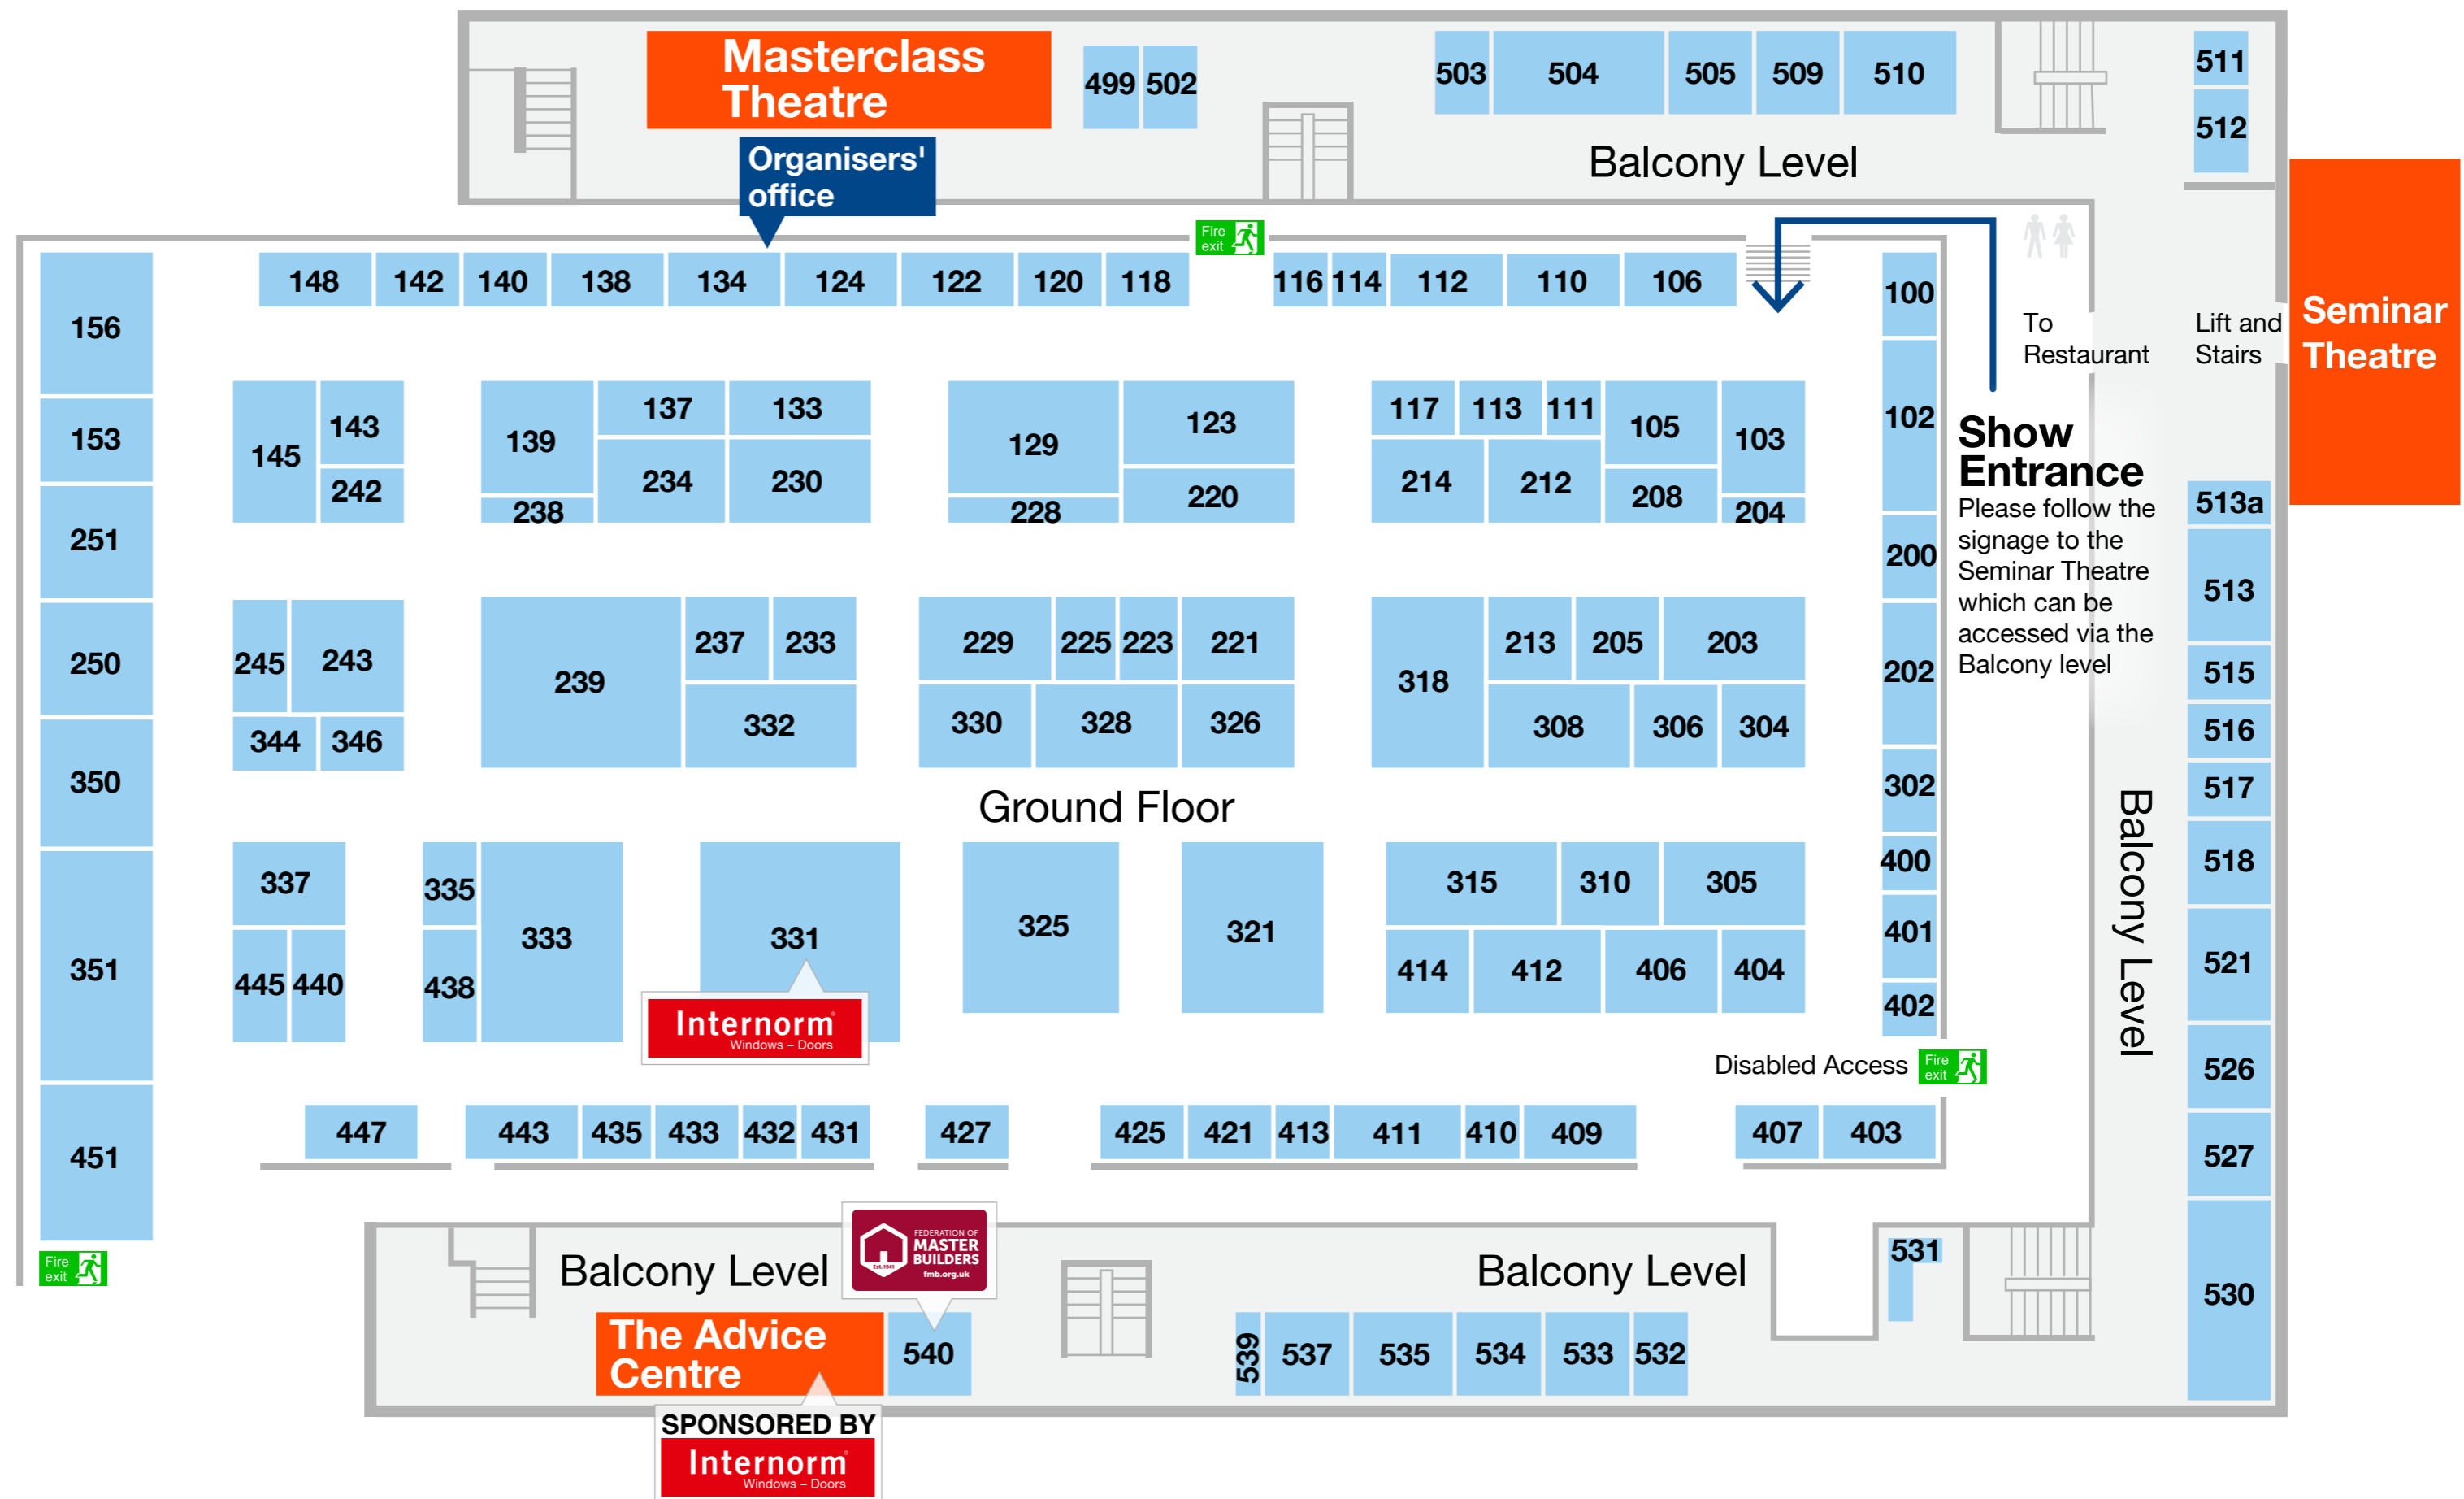 Masterclass
Theatre
499 502
503 504 505 509 510
511
512
Balcony Level
Organisers'
office
Fire
exit
148 142 140 138 134 124 122 120 118
116 114 112 110 106
100
102
200
202
302
400
401
402
156
153
251
250
350
351
451
Fire
exit
To
Restaurant
Lift and
Stairs
Seminar
Theatre
Show
Entrance
Please follow the
signage to the
Seminar Theatre
which can be
accessed via the
Balcony level
145 143
242
139 137 133
238 234 230
129 123
228 220
117 113 111 105 103
214 212 208 204
245 243
344 346
239 237 233
332
229 225 223 221
330 328 326
318 213 205 203
308 306 304
Ground Floor
337
445 440
335
438
333
331
Internorm
Windows – Doors
325
321
315 310 305
414 412 406 404
Disabled Access
Fire
exit
447
443 435 433 432 431
427
425 421 413 411 410 409
407 403
513a
513
515
516
517
518
521
526
527
530
Balcony Level
Balcony Level
FEDERATION OF
MASTER
BUILDERS
Est. 1941
fmb.org.uk
Balcony Level
531
The Advice
Centre
540
539 537 535 534 533 532
SPONSORED BY
Internorm
Windows – Doors